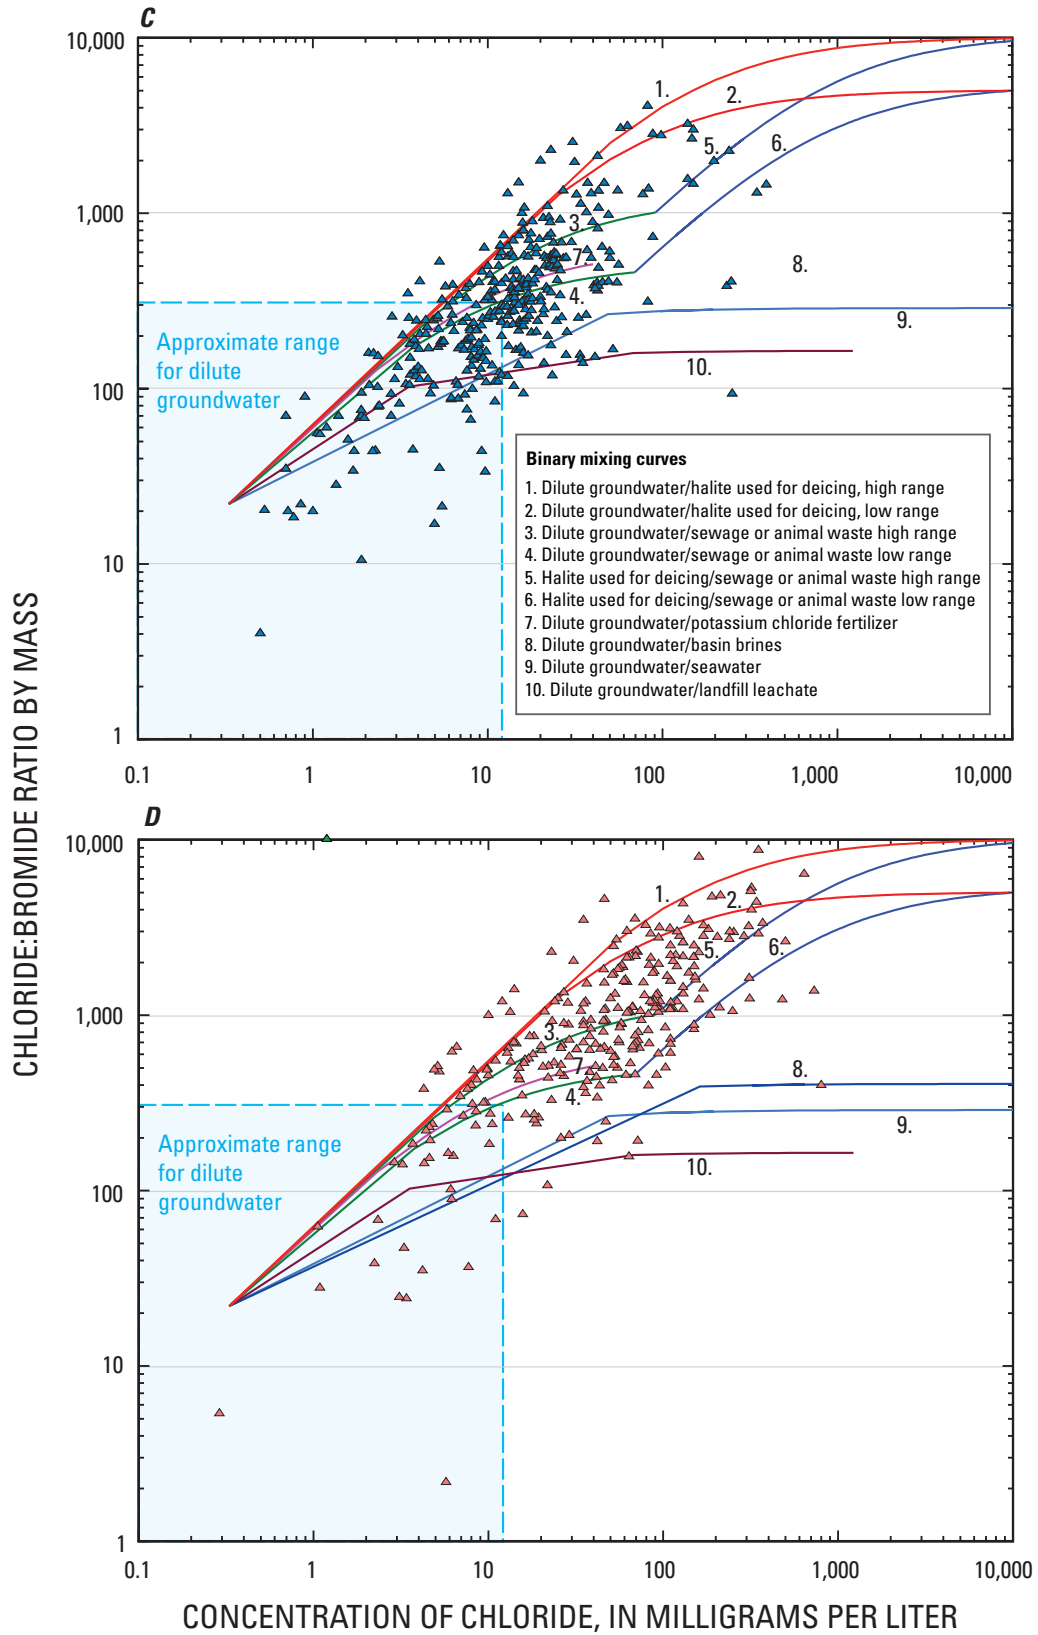 C
10,000
1,000
100
10
1
1.
2.
5.
6.
3.
7.
4.
8.
9.
10.
Approximate range
for dilute
groundwater
Binary mixing curves
1. Dilute groundwater/halite used for deicing, high range
2. Dilute groundwater/halite used for deicing, low range
3. Dilute groundwater/sewage or animal waste high range
4. Dilute groundwater/sewage or animal waste low range
5. Halite used for deicing/sewage or animal waste high range
6. Halite used for deicing/sewage or animal waste low range
7. Dilute groundwater/potassium chloride fertilizer
8. Dilute groundwater/basin brines
9. Dilute groundwater/seawater
10. Dilute groundwater/landfill leachate
0.1 1 10 100 1,000 10,000
CHLORIDE:BROMIDE RATIO BY MASS
D
10,000
1,000
100
10
1
1.
2.
5.
6.
3.
7.
4.
8.
9.
10.
Approximate range
for dilute
groundwater
0.1 1 10 100 1,000 10,000
CONCENTRATION OF CHLORIDE, IN MILLIGRAMS PER LITER